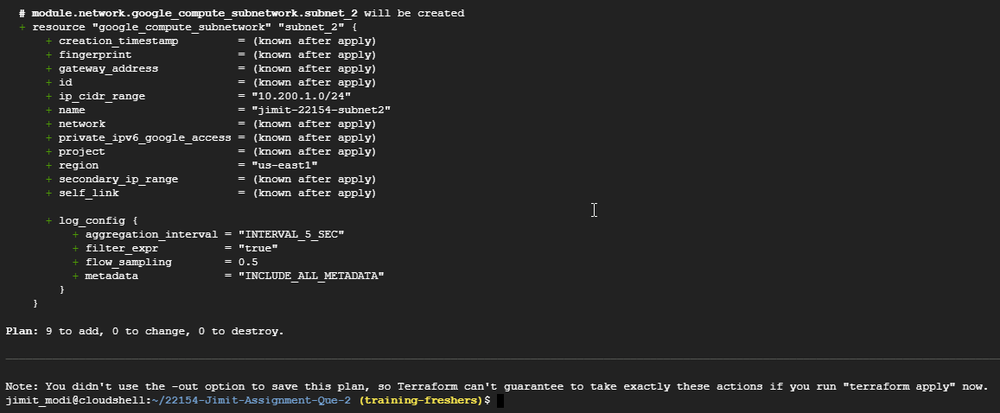 # module.network.google_compute_subnetwork.subnet_2 will be created
+ resource "google_compute_subnetwork" "subnet_2" {
+ creation_timestamp = (known after apply)
+ fingerprint = (known after apply)
+ gateway_address = (known after apply)
+ id = (known after apply)
+ ip_cidr_range = "10.200.1.0/24"
+ name = "jimit-22154-subnet2"
+ network = (known after apply)
+ private_ipv6_google_access = (known after apply)
+ project = (known after apply)
+ region = "us-east1"
+ secondary_ip_range = (known after apply)
+ self_link = (known after apply)
+ log_config {
+ aggregation_interval = "INTERVAL_5_SEC"
+ filter_expr = "true"
+ flow_sampling = 0.5
+ metadata = "INCLUDE_ALL_METADATA"
}
}
Plan: 9 to add, 0 to change, 0 to destroy.
Note: You didn't use the -out option to save this plan, so Terraform can't guarantee to take exactly these actions if you run "terraform apply" now.
jimit_modi@cloudshell:~/22154-Jimit-Assignment-Que-2 (training-freshers)$